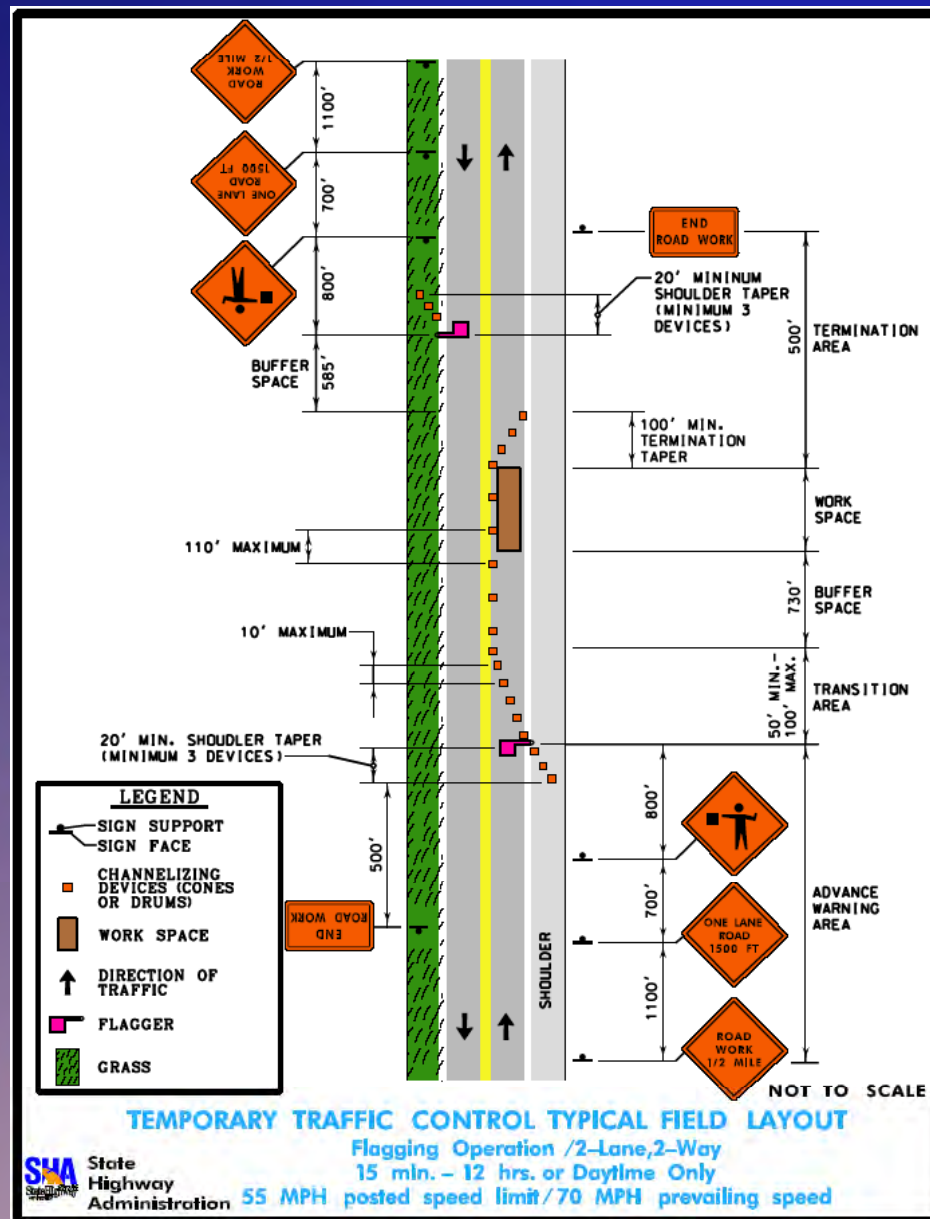 ROAD
WORK
1/2 MILE
1100'
ONE LANE
ROAD
1500 FT
700'
800'
BUFFER
SPACE
585'
END
ROAD WORK
20' MININUM
SHOULDER TAPER
(MINIMUM 3
DEVICES)
500'
TERMINATION
AREA
100' MIN.
TERMINATION
TAPER
WORK
SPACE
110' MAXIMUM
730'
BUFFER
SPACE
10' MAXIMUM
50' MIN.-
100' MAX.
TRANSITION
AREA
20' MIN. SHOUDLER TAPER
(MINIMUM 3 DEVICES)
500'
END
ROAD WORK
800'
700'
ONE LANE
ROAD
1500 FT
1100'
ROAD
WORK
1/2 MILE
ADVANCE
WARNING
AREA
SHOULDER
LEGEND
SIGN SUPPORT
SIGN FACE
CHANNELIZING
DEVICES (CONES
OR DRUMS)
WORK SPACE
DIRECTION OF
TRAFFIC
FLAGGER
GRASS
NOT TO SCALE
TEMPORARY TRAFFIC CONTROL TYPICAL FIELD LAYOUT
Flagging Operation /2-Lane,2-Way
15 min. - 12 hrs. or Daytime Only
55 MPH posted speed limit/70 MPH prevailing speed
SHA
State
Highway
Administration